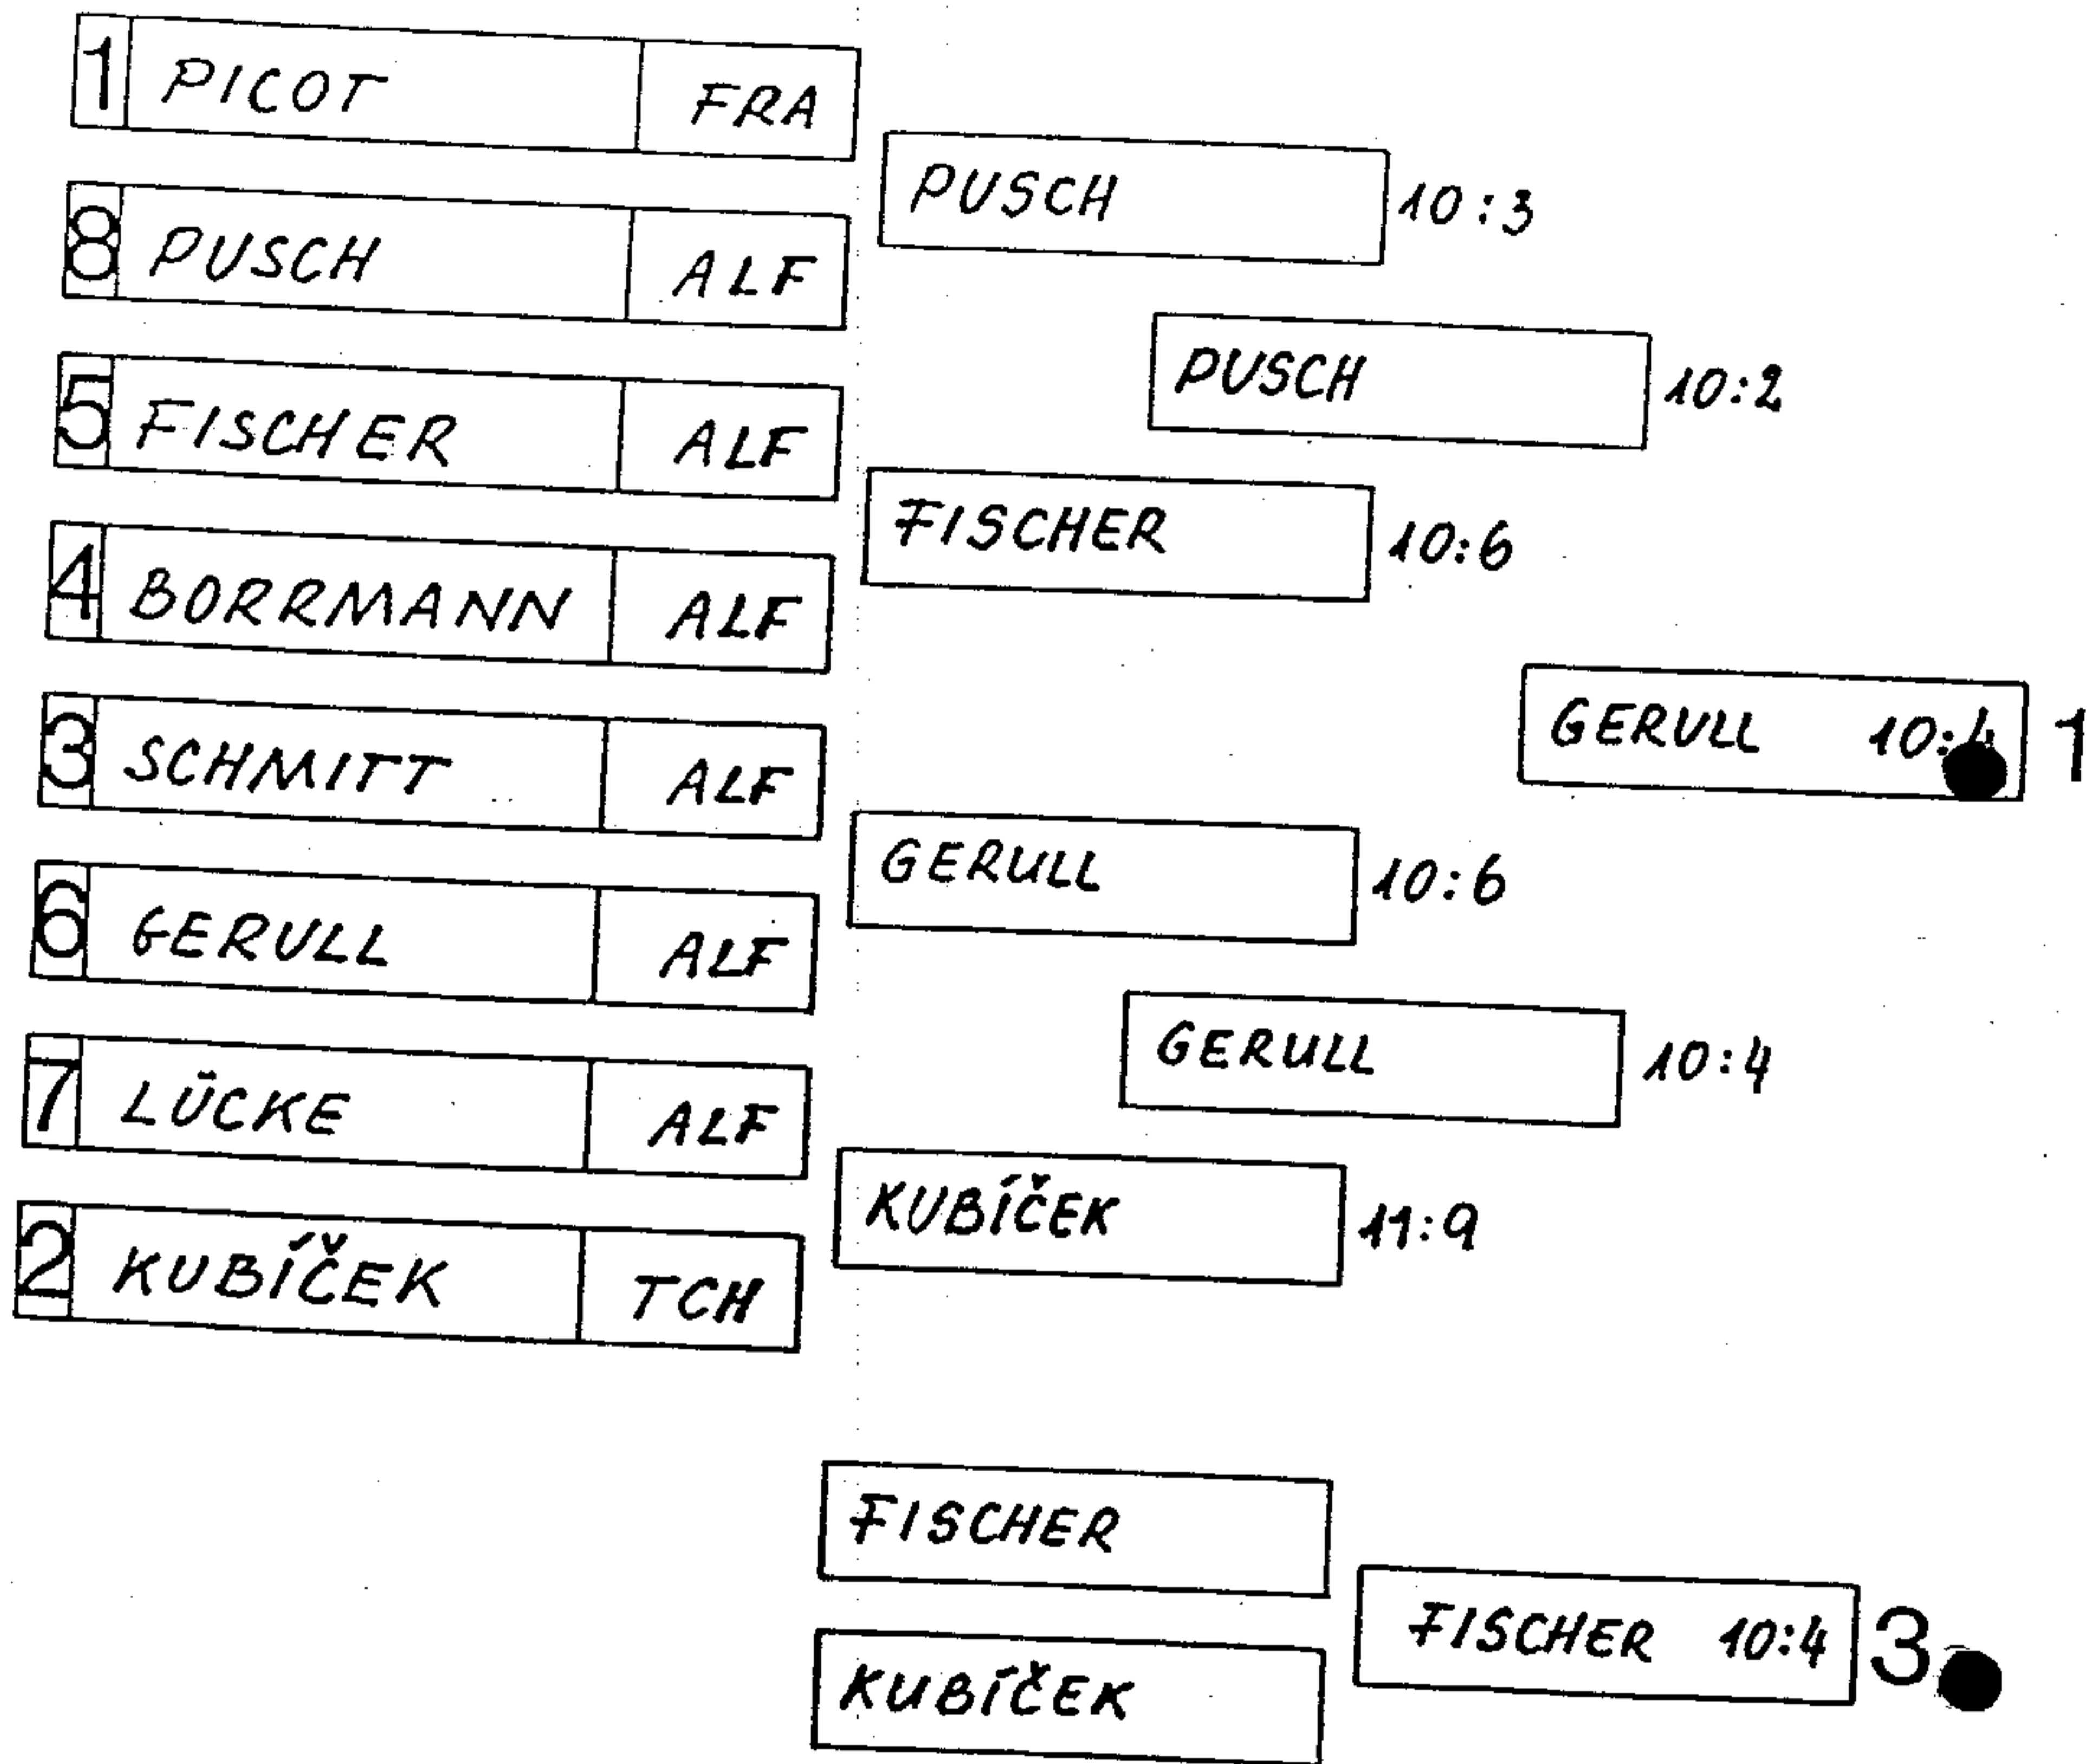 1 PICOT FRA
8 PUSCH ALF
5 FISCHER ALF
4 BORRMANN ALF
3 SCHMITT ALF
6 GERULL ALF
7 LÜCKE ALF
2 KUBÍČEK TCH
PUSCH 10:3
FISCHER 10:6
GERULL 10:6
KUBÍČEK 11:9
PUSCH 10:2
GERULL 10:4
GERULL 10:4 1
FISCHER
KUBÍČEK
FISCHER 10:4 3